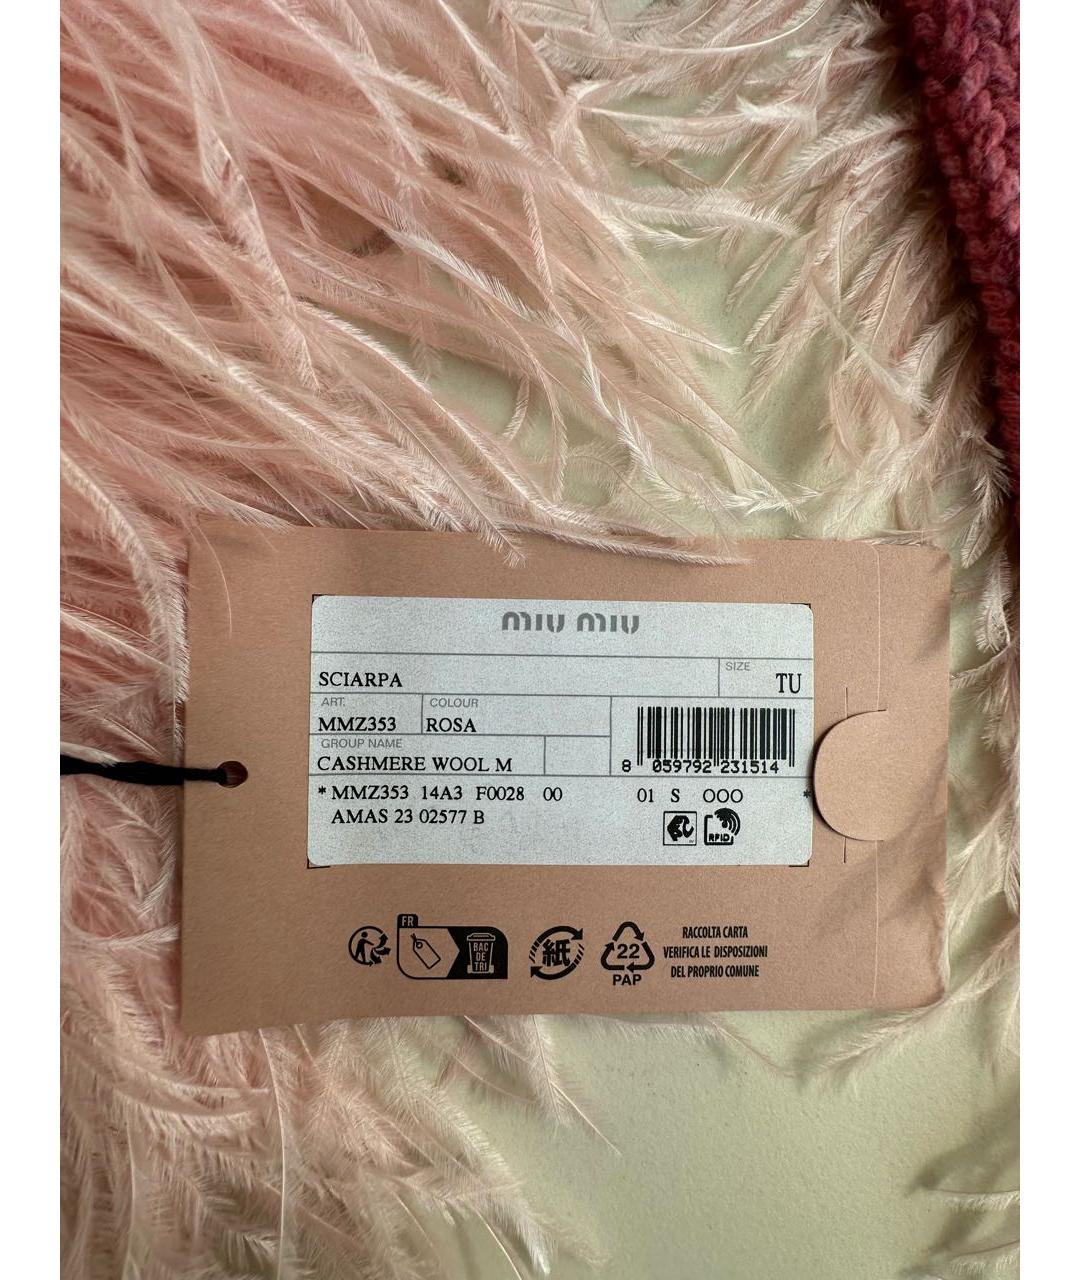 miu miu
SCIARPA
SIZE
TU
ART.
COLOUR
MMZ353
ROSA
GROUP NAME
CASHMERE WOOL M
8 059792 231514
* MMZ353 14A3 F0028 00 01 S OOO *
AMAS 23 02577 B
RFID
FR
BAC
DE
TRI
紙
22
PAP
RACCOLTA CARTA
VERIFICA LE DISPOSIZIONI
DEL PROPRIO COMUNE